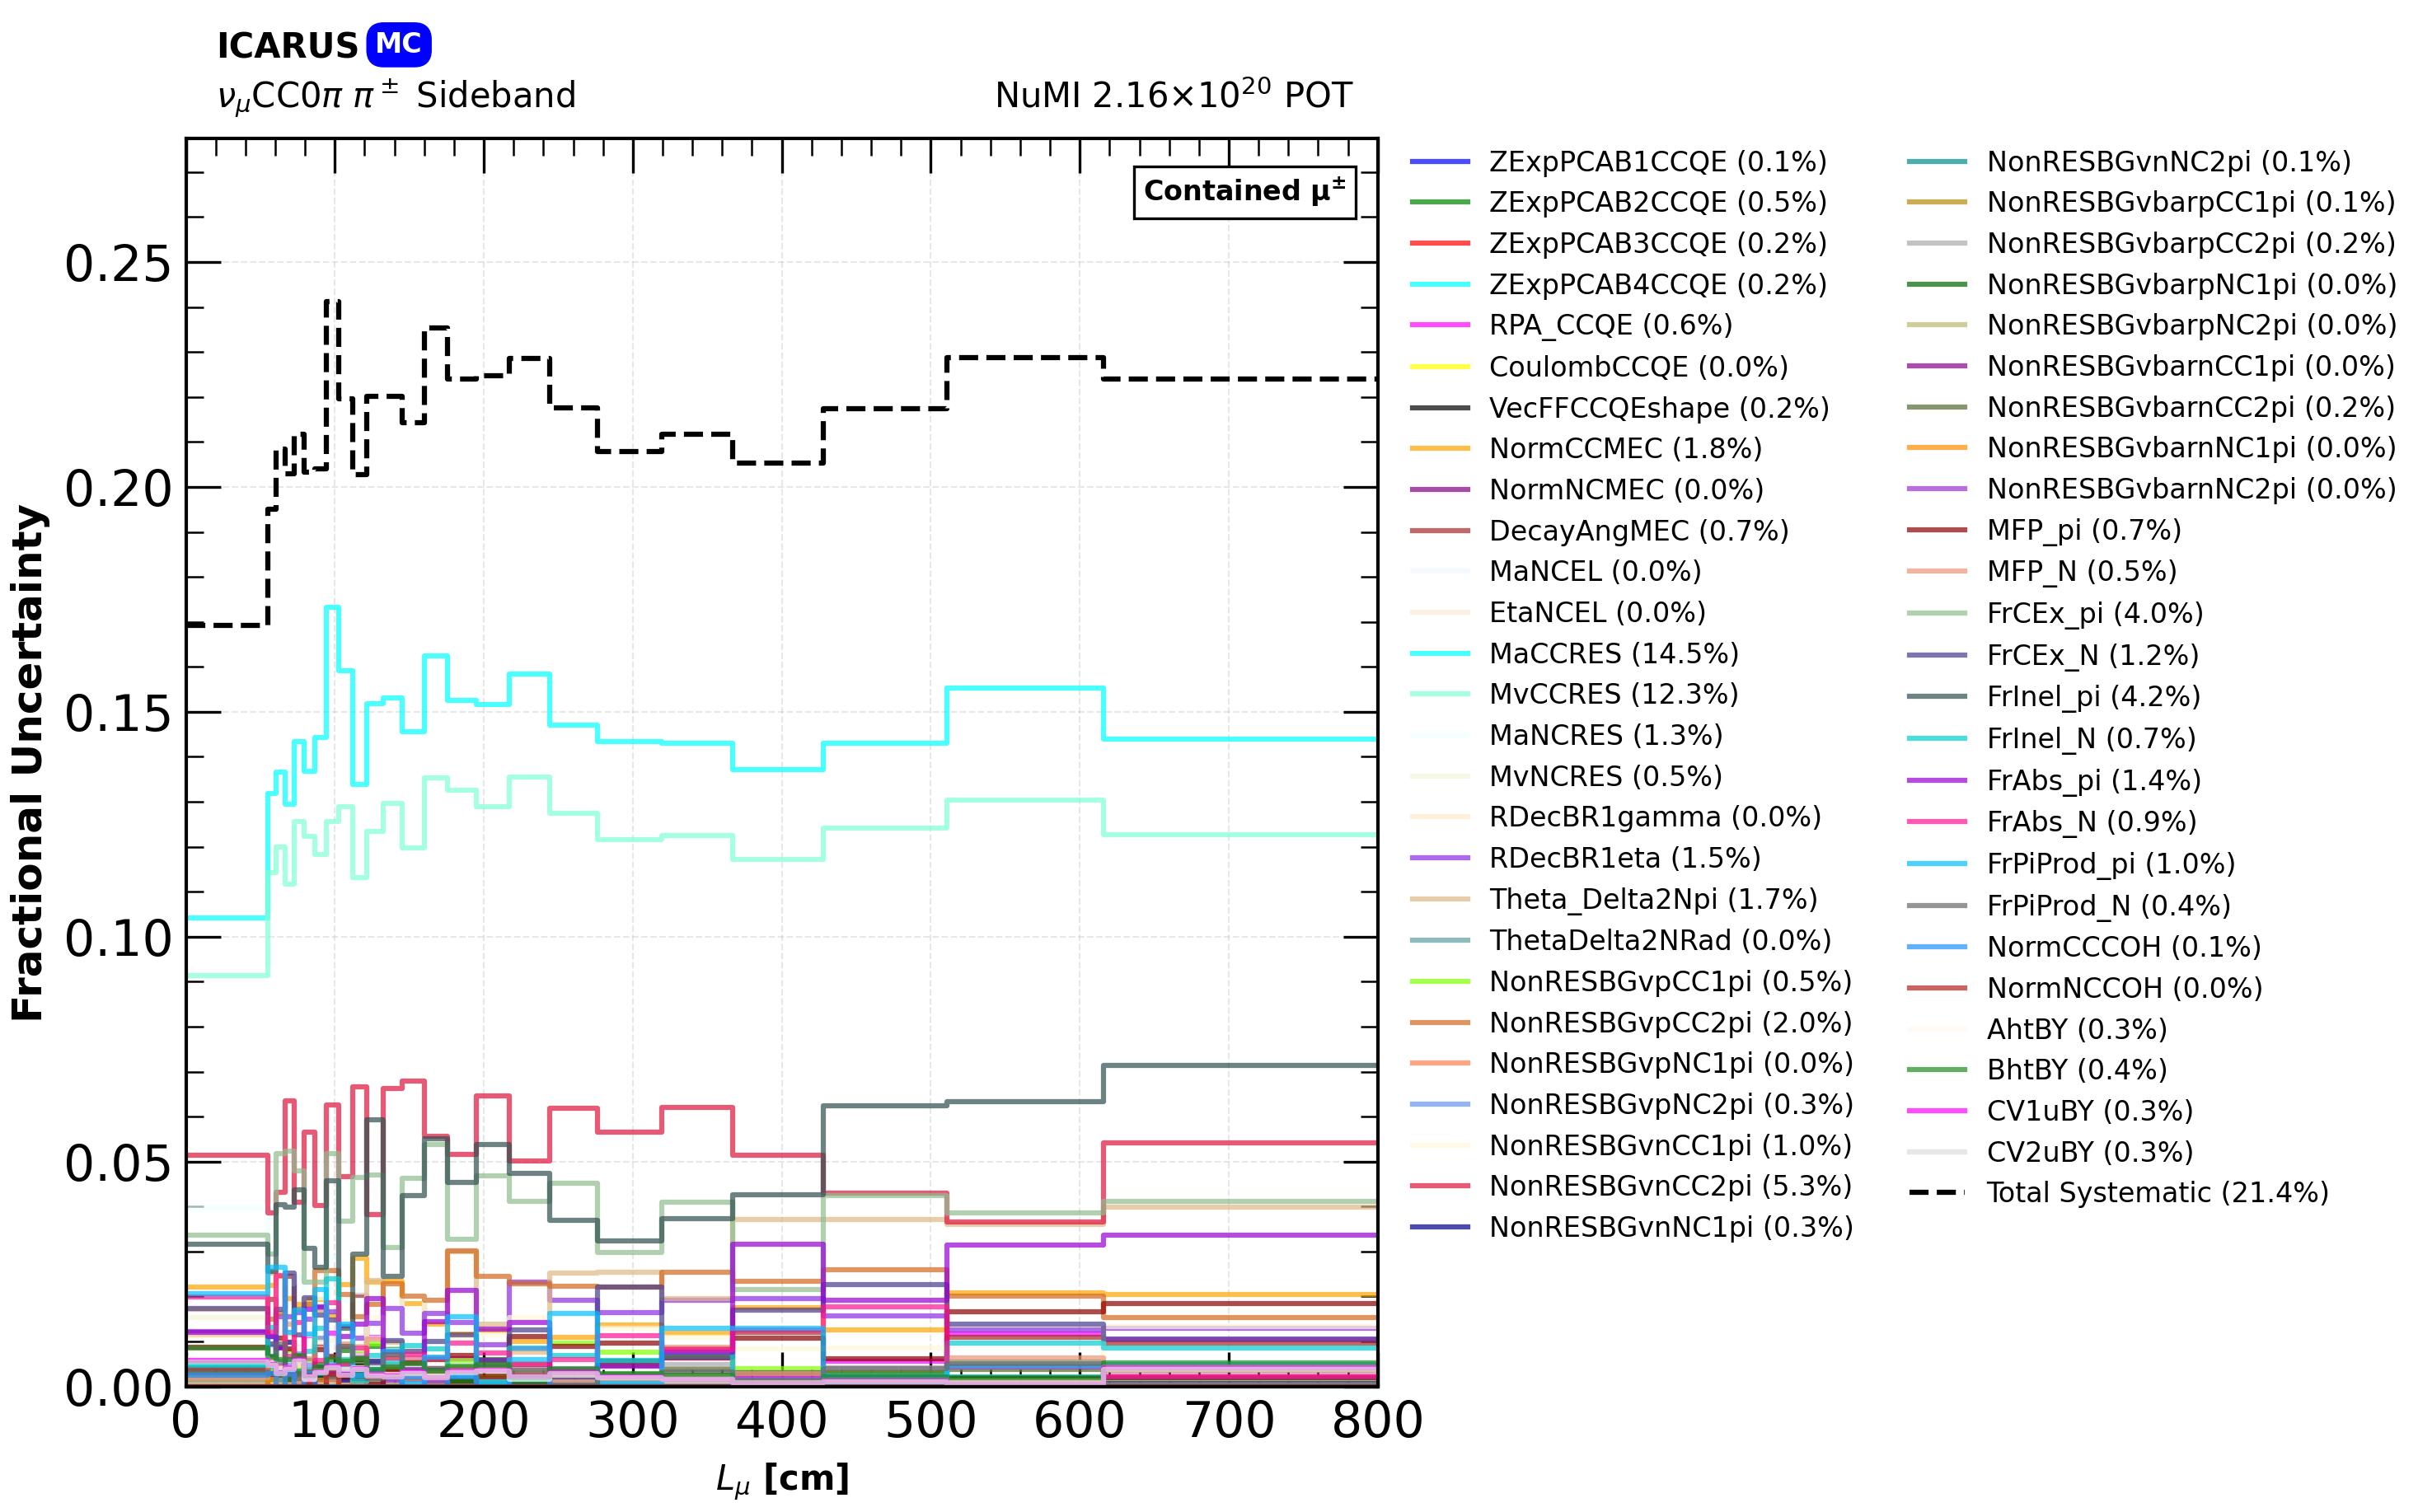 ICARUS MC
νμCC0π π± Sideband
NuMI 2.16×10²⁰ POT
Contained μ±
Fractional Uncertainty
0.25
0.20
0.15
0.10
0.05
0.00
0 100 200 300 400 500 600 700 800
Lμ [cm]
ZExpPCAB1CCQE (0.1%)
ZExpPCAB2CCQE (0.5%)
ZExpPCAB3CCQE (0.2%)
ZExpPCAB4CCQE (0.2%)
RPA_CCQE (0.6%)
CoulombCCQE (0.0%)
VecFFCCQEshape (0.2%)
NormCCMEC (1.8%)
NormNCMEC (0.0%)
DecayAngMEC (0.7%)
MaNCEL (0.0%)
EtaNCEL (0.0%)
MaCCRES (14.5%)
MvCCRES (12.3%)
MaNCRES (1.3%)
MvNCRES (0.5%)
RDecBR1gamma (0.0%)
RDecBR1eta (1.5%)
Theta_Delta2Npi (1.7%)
ThetaDelta2NRad (0.0%)
NonRESBGvpCC1pi (0.5%)
NonRESBGvpCC2pi (2.0%)
NonRESBGvpNC1pi (0.0%)
NonRESBGvpNC2pi (0.3%)
NonRESBGvnCC1pi (1.0%)
NonRESBGvnCC2pi (5.3%)
NonRESBGvnNC1pi (0.3%)
NonRESBGvnNC2pi (0.1%)
NonRESBGvbarpCC1pi (0.1%)
NonRESBGvbarpCC2pi (0.2%)
NonRESBGvbarpNC1pi (0.0%)
NonRESBGvbarpNC2pi (0.0%)
NonRESBGvbarnCC1pi (0.0%)
NonRESBGvbarnCC2pi (0.2%)
NonRESBGvbarnNC1pi (0.0%)
NonRESBGvbarnNC2pi (0.0%)
MFP_pi (0.7%)
MFP_N (0.5%)
FrCEx_pi (4.0%)
FrCEx_N (1.2%)
FrInel_pi (4.2%)
FrInel_N (0.7%)
FrAbs_pi (1.4%)
FrAbs_N (0.9%)
FrPiProd_pi (1.0%)
FrPiProd_N (0.4%)
NormCCCOH (0.1%)
NormNCCOH (0.0%)
AhtBY (0.3%)
BhtBY (0.4%)
CV1uBY (0.3%)
CV2uBY (0.3%)
Total Systematic (21.4%)